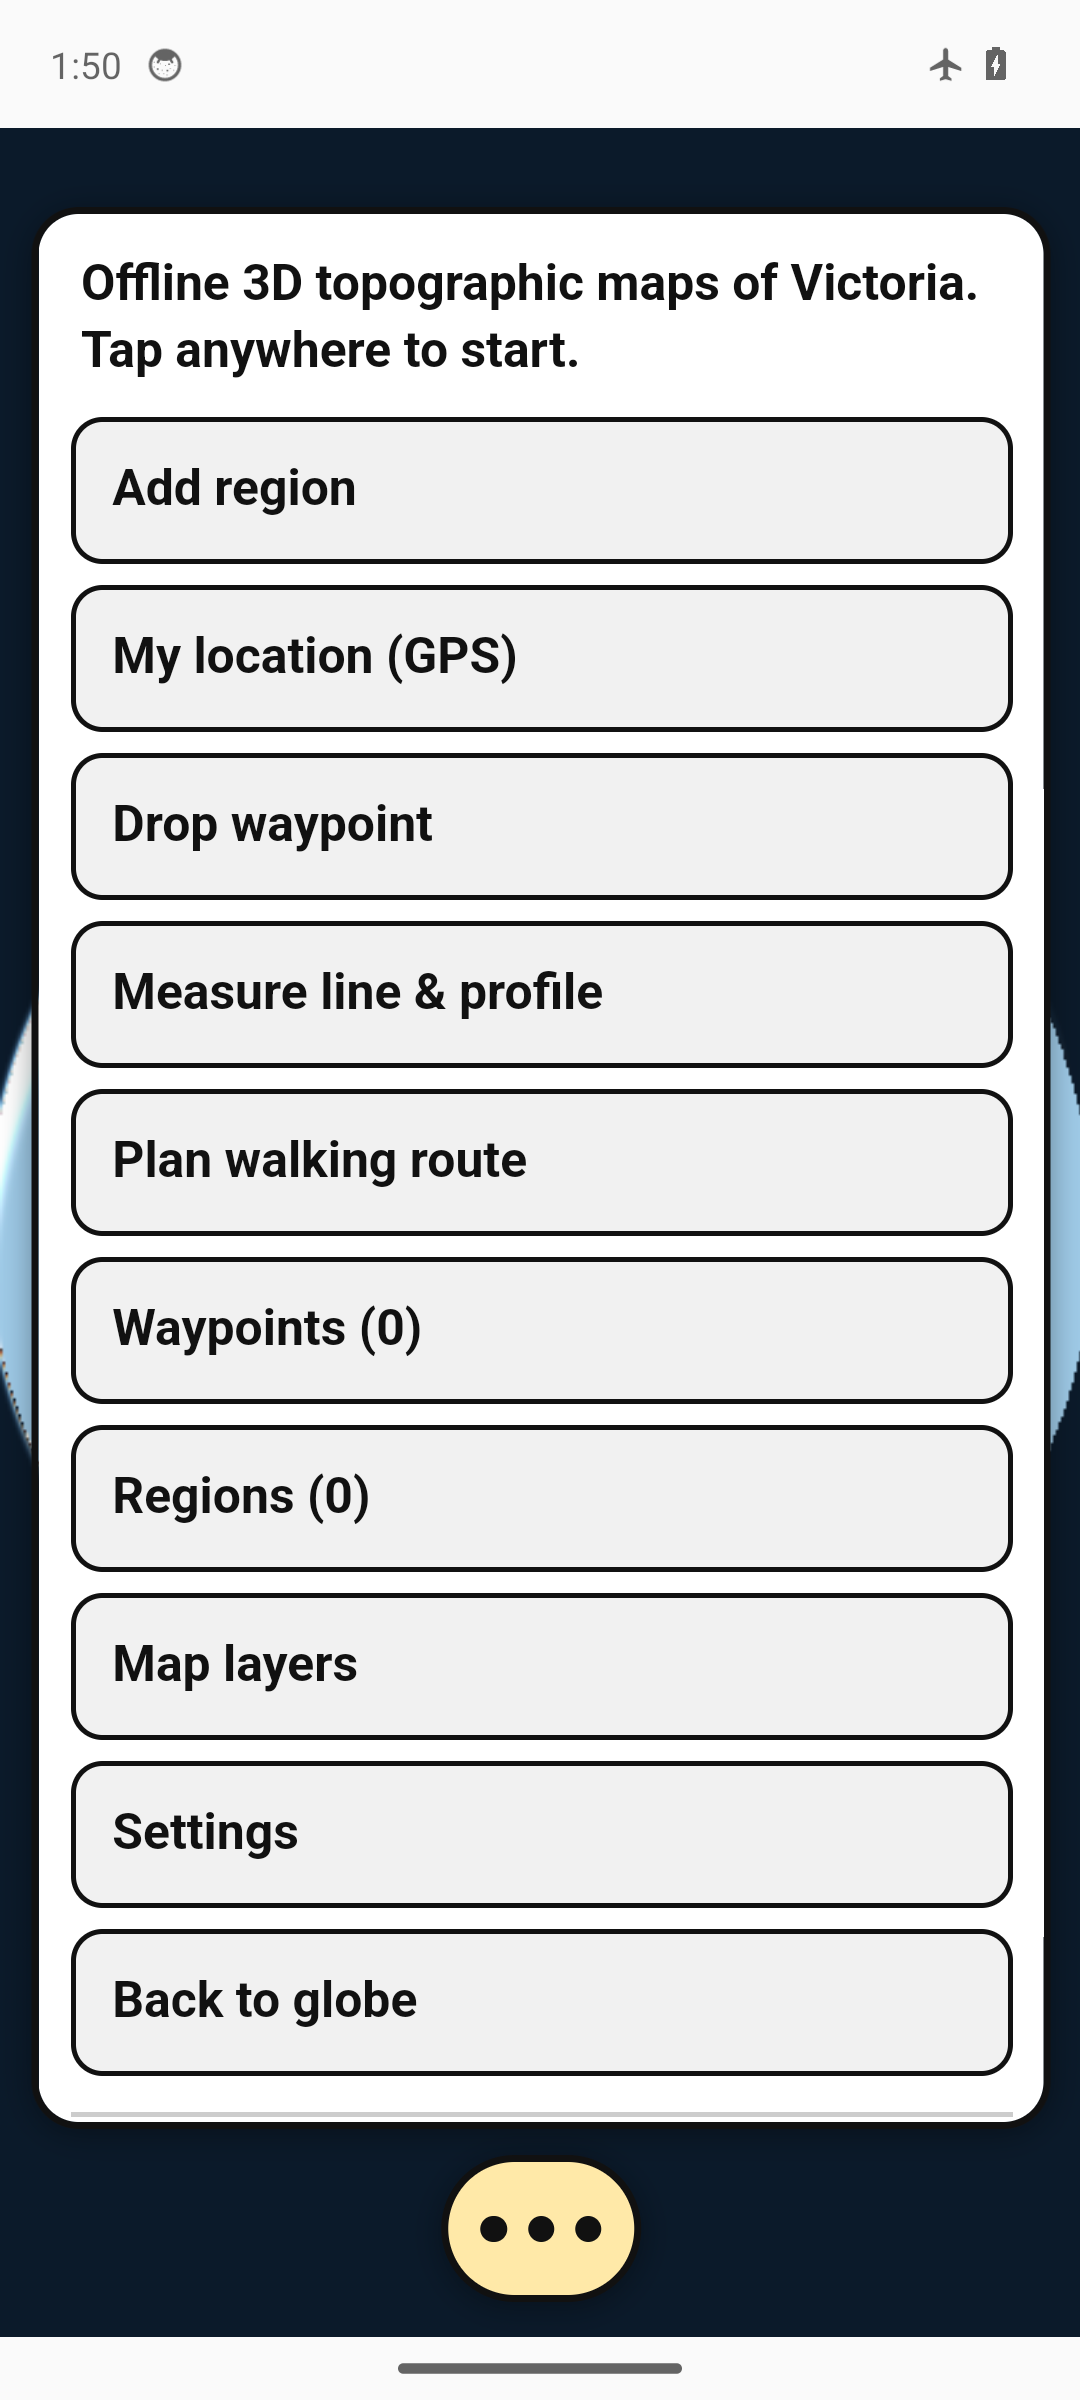 1:50
Offline 3D topographic maps of Victoria.
Tap anywhere to start.
Add region
My location (GPS)
Drop waypoint
Measure line & profile
Plan walking route
Waypoints (0)
Regions (0)
Map layers
Settings
Back to globe